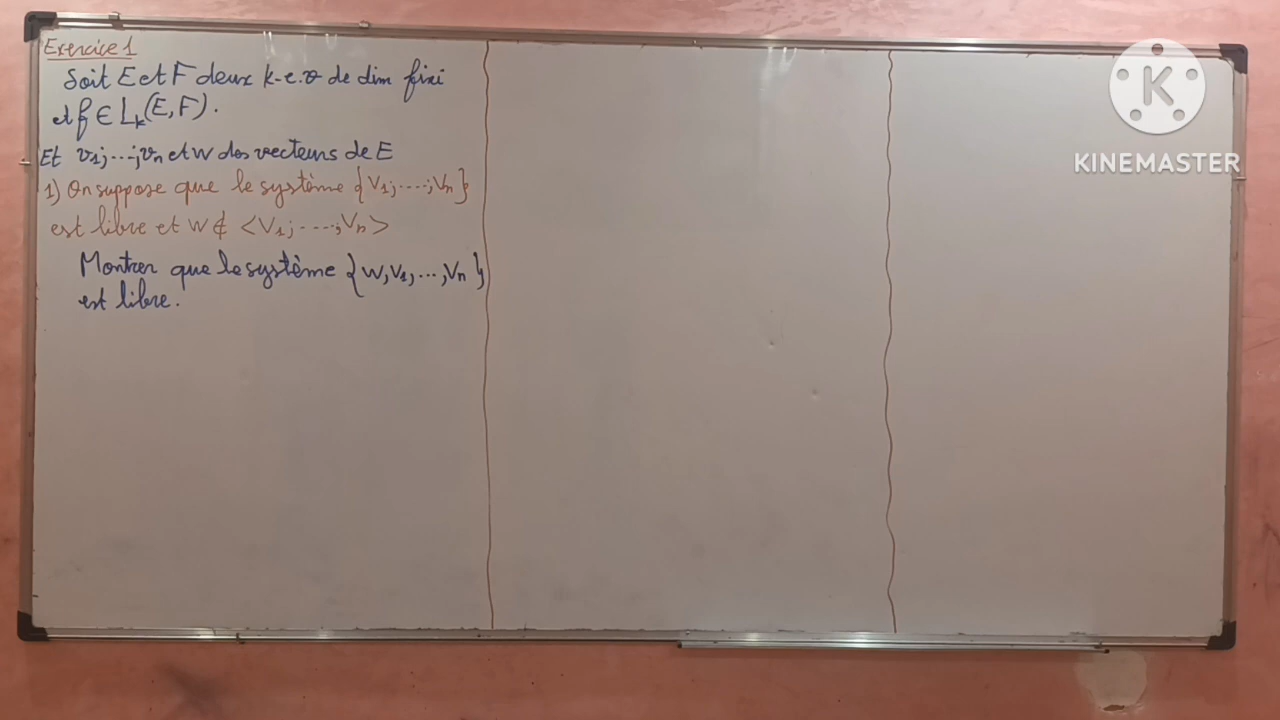 Exercice 1
Soit E et F deux k-e.v de dim fini
et f ∈ L_k(E,F).
Et v₁;...;vₙ et w des vecteurs de E
1) On suppose que le système {v₁;....;vₙ}
est libre et w ∉ <v₁;....;vₙ>
Montrer que le système {w,v₁,...,vₙ}
est libre.
K
KINEMASTER